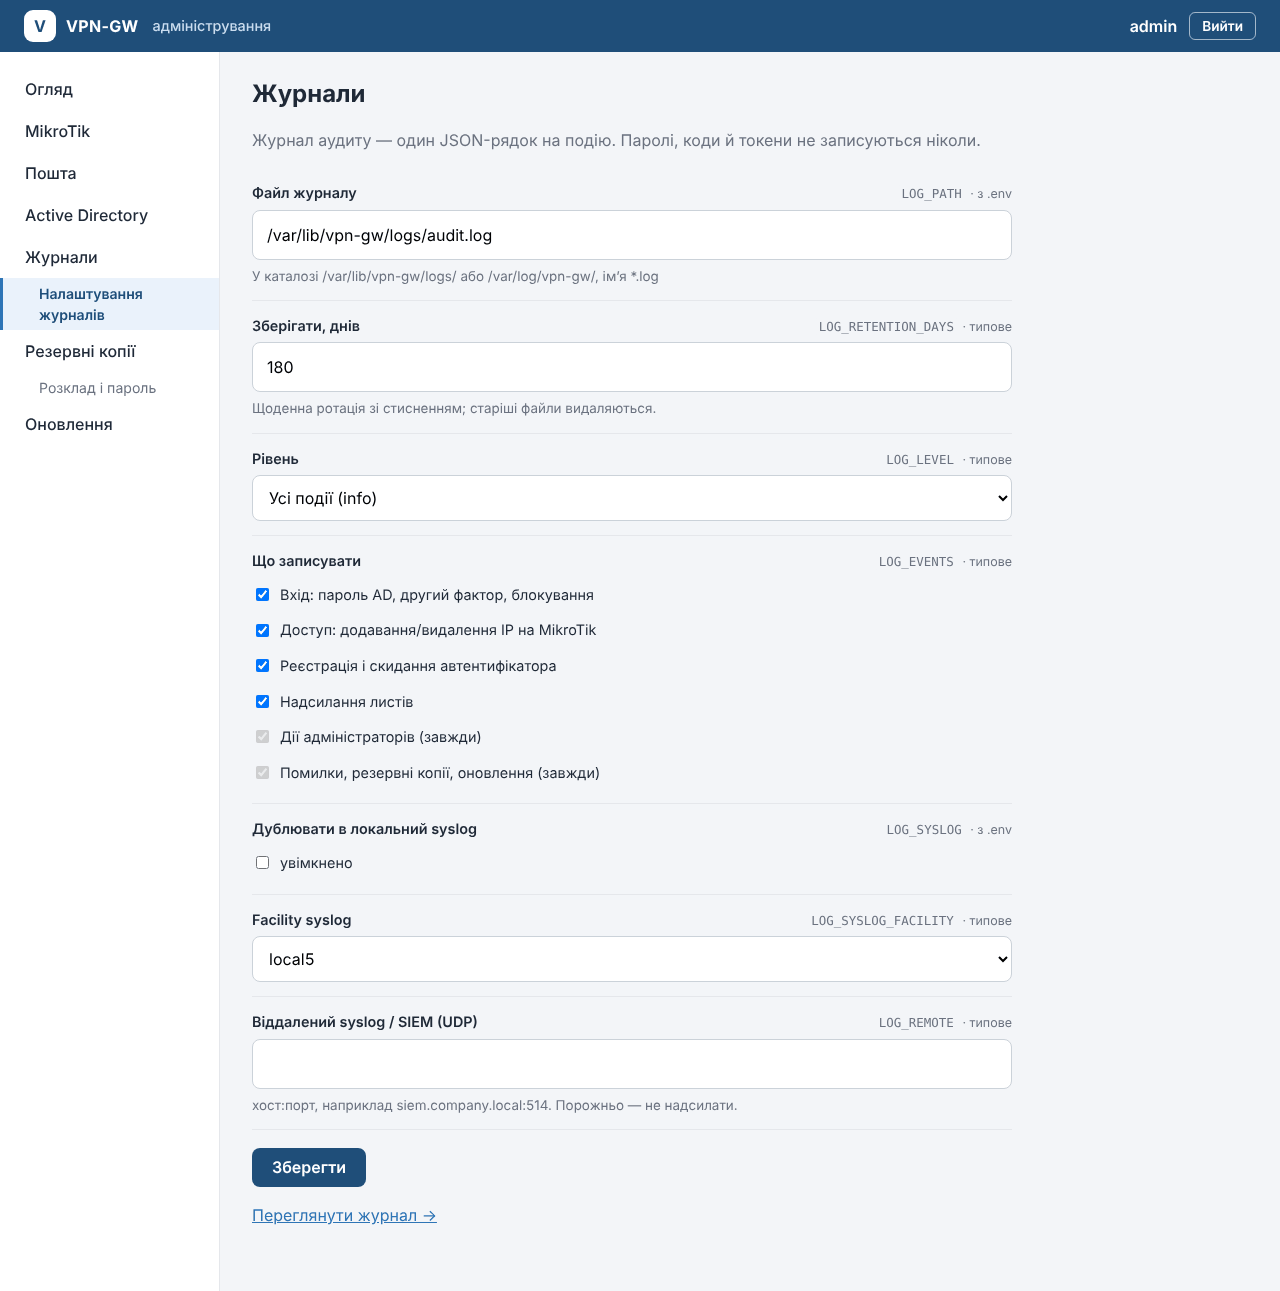 V VPN-GW адміністрування
admin Вийти
Огляд
MikroTik
Пошта
Active Directory
Журнали
Налаштування
журналів
Резервні копії
Розклад і пароль
Оновлення
Журнали
Журнал аудиту — один JSON-рядок на подію. Паролі, коди й токени не записуються ніколи.
Файл журналу LOG_PATH · з .env
/var/lib/vpn-gw/logs/audit.log
У каталозі /var/lib/vpn-gw/logs/ або /var/log/vpn-gw/, ім’я *.log
Зберігати, днів LOG_RETENTION_DAYS · типове
180
Щоденна ротація зі стисненням; старіші файли видаляються.
Рівень LOG_LEVEL · типове
Усі події (info)
Що записувати LOG_EVENTS · типове
Вхід: пароль AD, другий фактор, блокування
Доступ: додавання/видалення IP на MikroTik
Реєстрація і скидання автентифікатора
Надсилання листів
Дії адміністраторів (завжди)
Помилки, резервні копії, оновлення (завжди)
Дублювати в локальний syslog LOG_SYSLOG · з .env
увімкнено
Facility syslog LOG_SYSLOG_FACILITY · типове
local5
Віддалений syslog / SIEM (UDP) LOG_REMOTE · типове
хост:порт, наприклад siem.company.local:514. Порожньо — не надсилати.
Зберегти
Переглянути журнал →